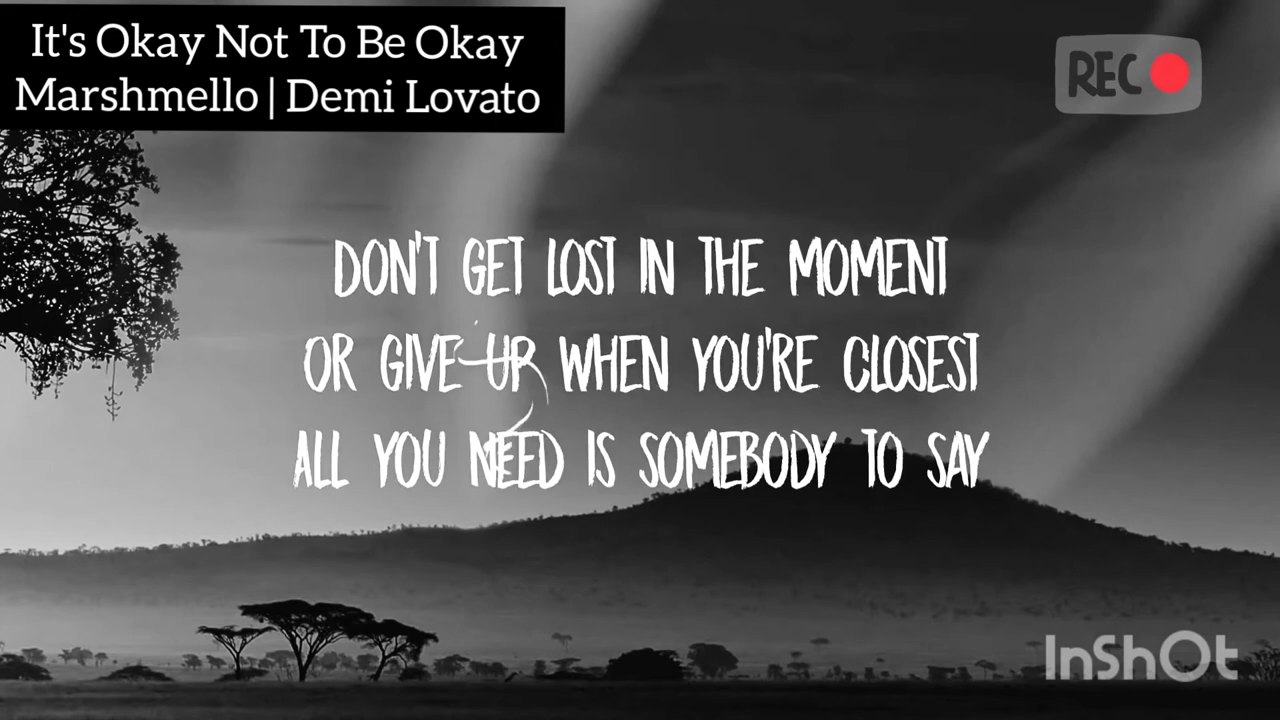 It's Okay Not To Be Okay
Marshmello | Demi Lovato
REC
DON'T GET LOST IN THE MOMENT
OR GIVE UP WHEN YOU'RE CLOSEST
ALL YOU NEED IS SOMEBODY TO SAY
InShOt